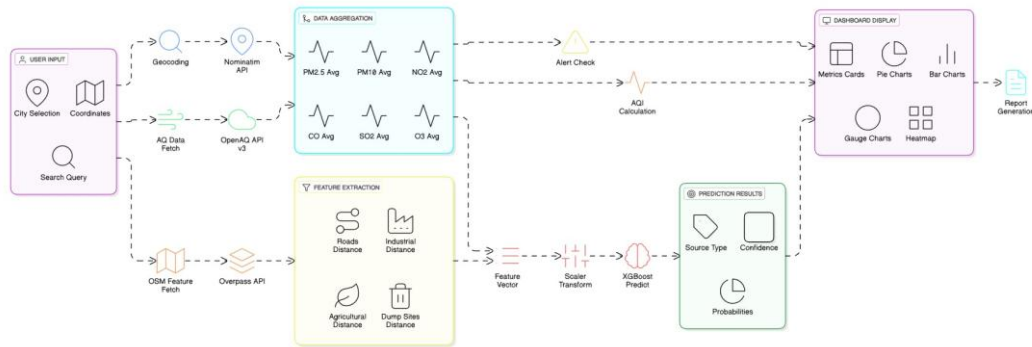 USER INPUT
City Selection
Coordinates
Search Query
Geocoding
Nominatim
API
AQ Data
Fetch
OpenAQ API
v3
OSM Feature
Fetch
Overpass API
DATA AGGREGATION
PM2.5 Avg
PM10 Avg
NO2 Avg
CO Avg
SO2 Avg
O3 Avg
FEATURE EXTRACTION
Roads
Distance
Industrial
Distance
Agricultural
Distance
Dump Sites
Distance
Alert Check
AQI
Calculation
Feature
Vector
Scaler
Transform
XGBoost
Predict
PREDICTION RESULTS
Source Type
Confidence
Probabilities
DASHBOARD DISPLAY
Metrics Cards
Pie Charts
Bar Charts
Gauge Charts
Heatmap
Report
Generation